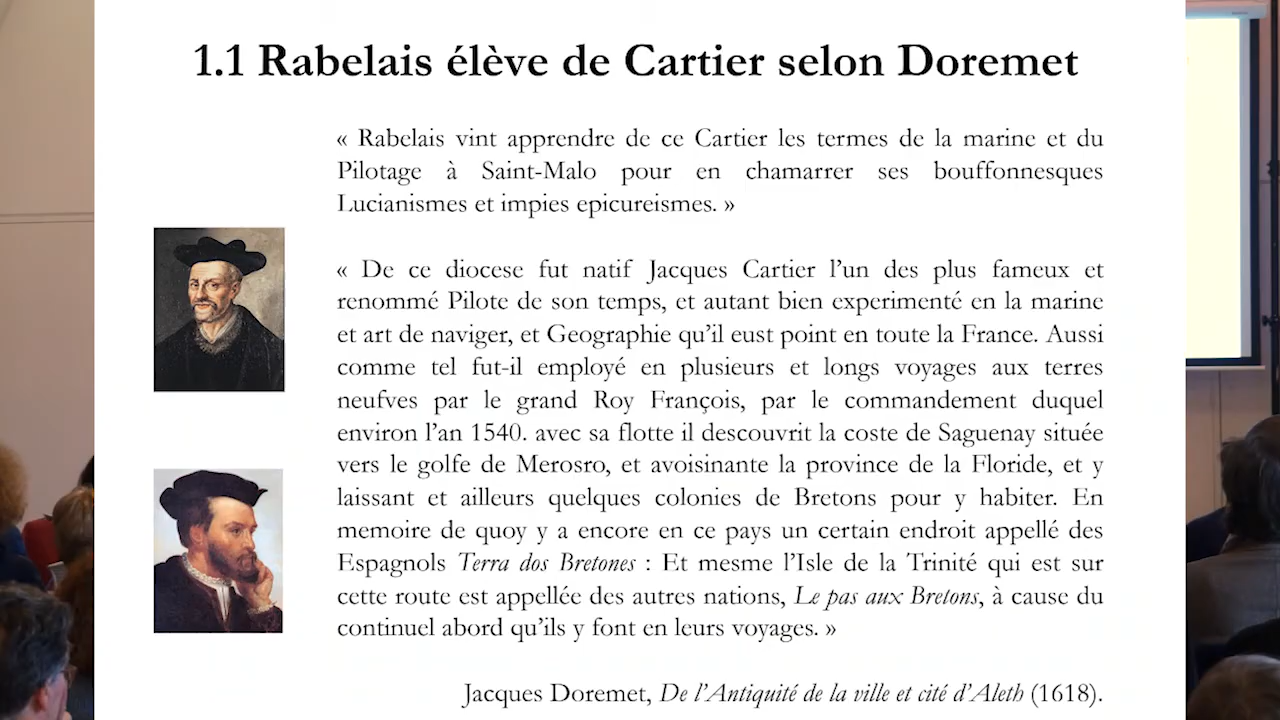 1.1 Rabelais élève de Cartier selon Doremet
« Rabelais vint apprendre de ce Cartier les termes de la marine et du
Pilotage à Saint-Malo pour en chamarrer ses bouffonnesques
Lucianismes et impies epicureismes. »
« De ce diocese fut natif Jacques Cartier l’un des plus fameux et
renommé Pilote de son temps, et autant bien experimenté en la marine
et art de naviger, et Geographie qu’il eust point en toute la France. Aussi
comme tel fut-il employé en plusieurs et longs voyages aux terres
neufves par le grand Roy François, par le commandement duquel
environ l’an 1540. avec sa flotte il descouvrit la coste de Saguenay située
vers le golfe de Merosro, et avoisinante la province de la Floride, et y
laissant et ailleurs quelques colonies de Bretons pour y habiter. En
memoire de quoy y a encore en ce pays un certain endroit appellé des
Espagnols Terra dos Bretones : Et mesme l’Isle de la Trinité qui est sur
cette route est appellée des autres nations, Le pas aux Bretons, à cause du
continuel abord qu’ils y font en leurs voyages. »
Jacques Doremet, De l’Antiquité de la ville et cité d’Aleth (1618).